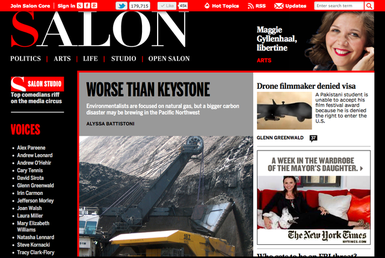 Join Salon Core | Sign in
179,715
Like
45k
Hot Topics
RSS
Updates
Enter search term
SALON
POLITICS | ARTS | LIFE | STUDIO | OPEN SALON
Maggie
Gyllenhaal,
libertine
ARTS
SALON STUDIO
Top comedians riff
on the media circus
VOICES
Alex Pareene
Andrew Leonard
Andrew O'Hehir
Cary Tennis
David Sirota
Glenn Greenwald
Irin Carmon
Jefferson Morley
Joan Walsh
Laura Miller
Mary Elizabeth
Williams
Natasha Lennard
Steve Kornacki
Tracy Clark-Flory
WORSE THAN KEYSTONE
Environmentalists are focused on natural gas, but a bigger carbon
disaster may be brewing in the Pacific Northwest
ALYSSA BATTISTONI
Drone filmmaker denied visa
A Pakistani student is
unable to accept his
film festival award
because he is denied
the right to enter the
U.S.
GLENN GREENWALD
A WEEK IN THE WARDROBE
OF THE MAYOR'S DAUGHTER.
The New York Times
NYTIMES.COM